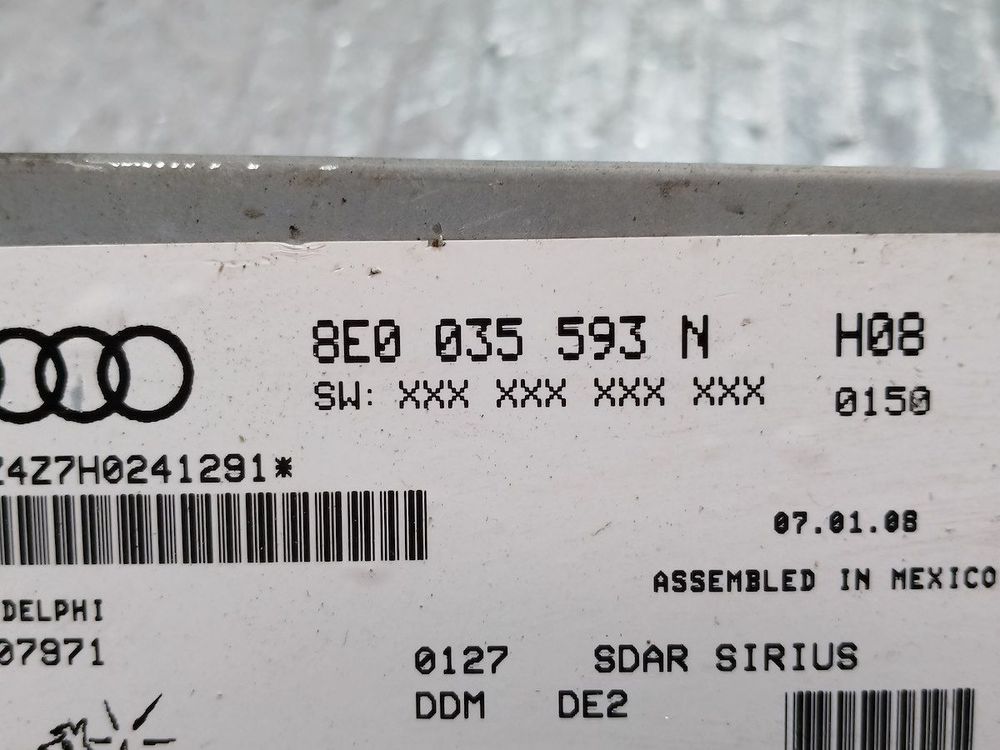 8E0 035 593 N H08
SW: XXX XXX XXX XXX 0150
Z4Z7H0241291*
07.01.08
ASSEMBLED IN MEXICO
DELPHI
07971
0127 SDAR SIRIUS
DDM DE2